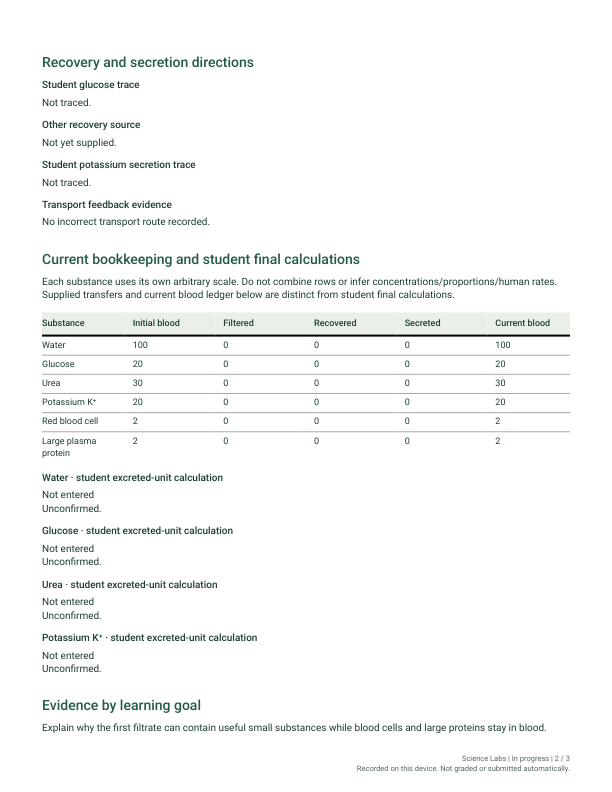 Recovery and secretion directions
Student glucose trace
Not traced.
Other recovery source
Not yet supplied.
Student potassium secretion trace
Not traced.
Transport feedback evidence
No incorrect transport route recorded.
Current bookkeeping and student final calculations
Each substance uses its own arbitrary scale. Do not combine rows or infer concentrations/proportions/human rates.
Supplied transfers and current blood ledger below are distinct from student final calculations.
Substance Initial blood Filtered Recovered Secreted Current blood
Water 100 0 0 0 100
Glucose 20 0 0 0 20
Urea 30 0 0 0 30
Potassium K⁺ 20 0 0 0 20
Red blood cell 2 0 0 0 2
Large plasma 2 0 0 0 2
protein
Water · student excreted-unit calculation
Not entered
Unconfirmed.
Glucose · student excreted-unit calculation
Not entered
Unconfirmed.
Urea · student excreted-unit calculation
Not entered
Unconfirmed.
Potassium K⁺ · student excreted-unit calculation
Not entered
Unconfirmed.
Evidence by learning goal
Explain why the first filtrate can contain useful small substances while blood cells and large proteins stay in blood.
Science Labs | In progress | 2 / 3
Recorded on this device. Not graded or submitted automatically.